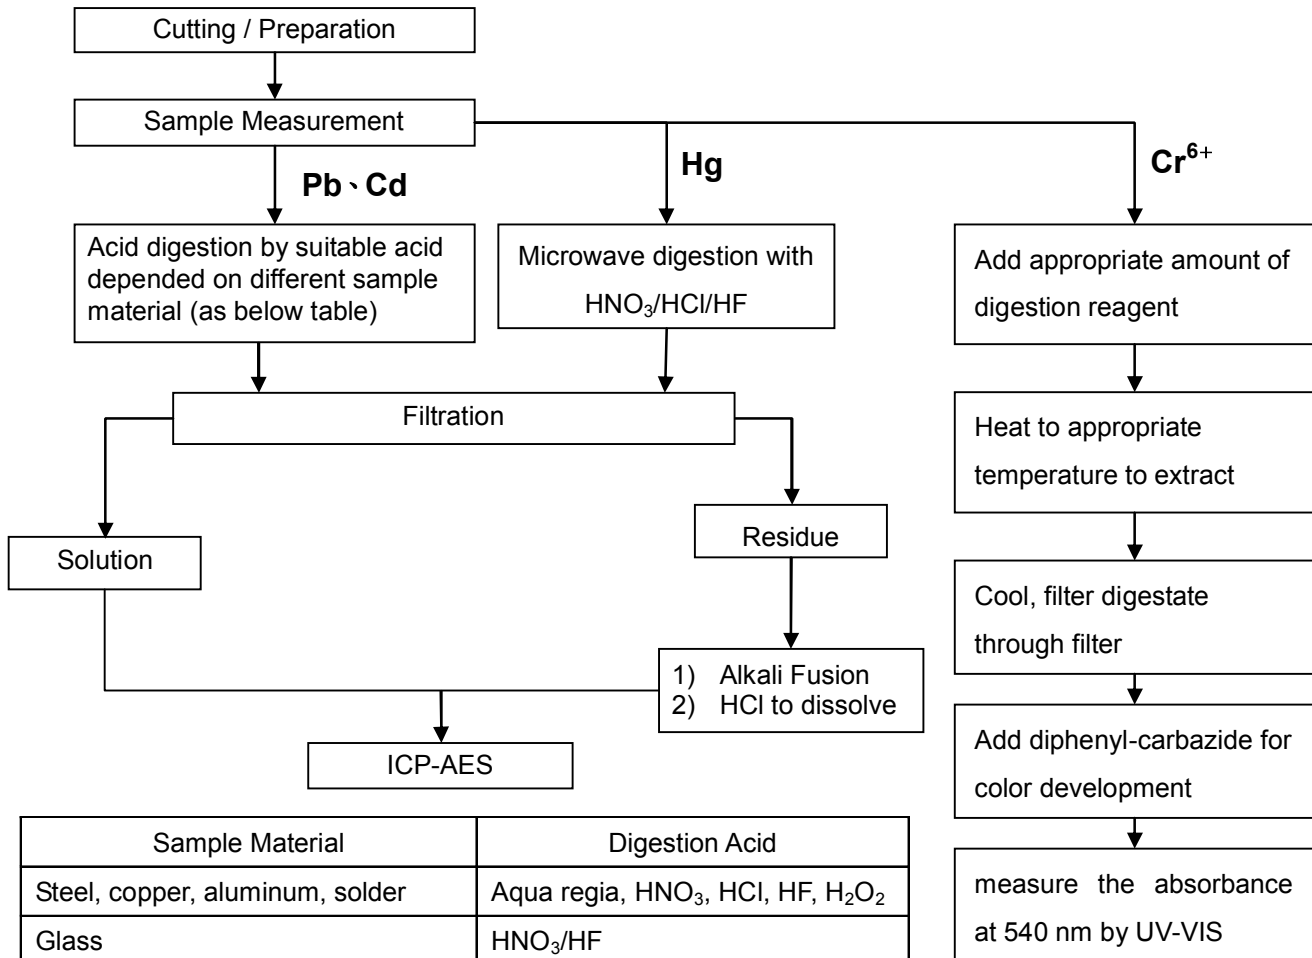 Cutting / Preparation
Sample Measurement
Pb、Cd
Hg
Cr⁶⁺
Acid digestion by suitable acid
depended on different sample
material (as below table)
Microwave digestion with
HNO₃/HCl/HF
Add appropriate amount of
digestion reagent
Filtration
Heat to appropriate
temperature to extract
Solution
Residue
Cool, filter digestate
through filter
1) Alkali Fusion
2) HCl to dissolve
Add diphenyl-carbazide for
color development
ICP-AES
measure the absorbance
at 540 nm by UV-VIS
Sample Material Digestion Acid
Steel, copper, aluminum, solder Aqua regia, HNO₃, HCl, HF, H₂O₂
Glass HNO₃/HF